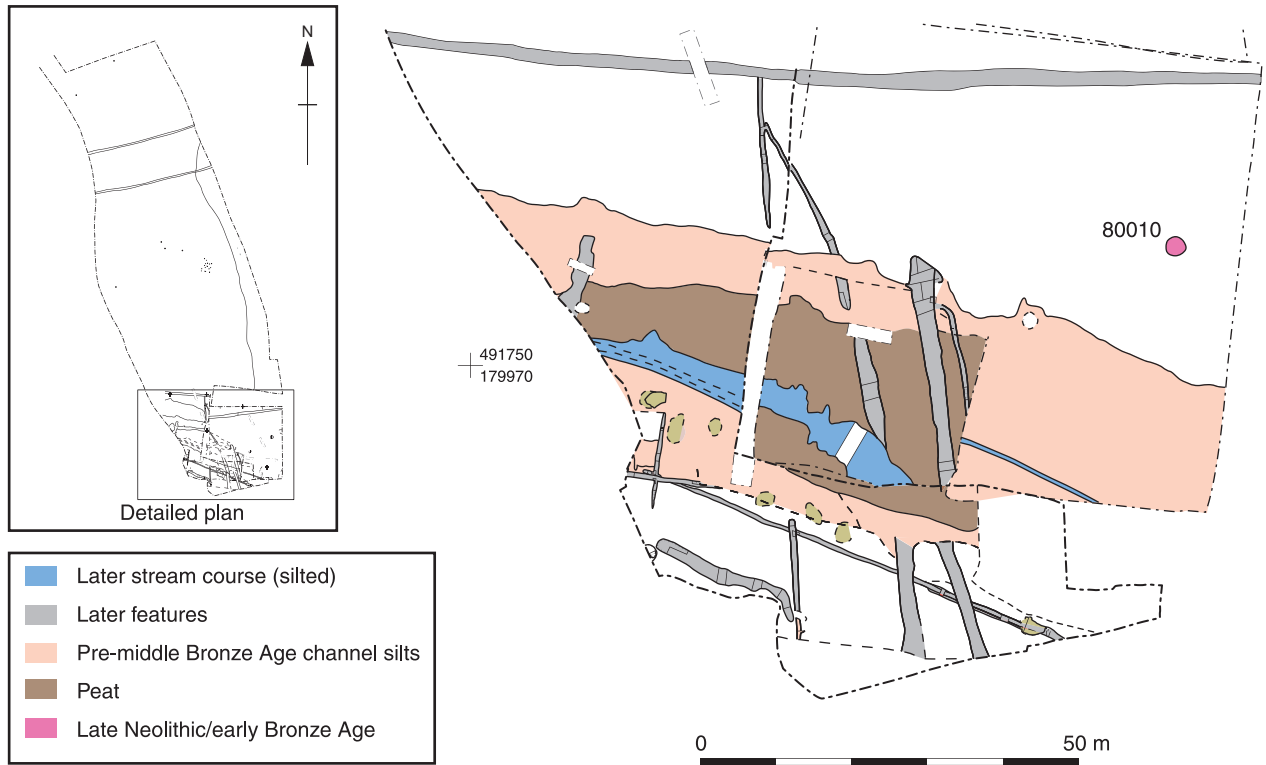 N
Detailed plan
Later stream course (silted)
Later features
Pre-middle Bronze Age channel silts
Peat
Late Neolithic/early Bronze Age
80010
491750
179970
0 50 m